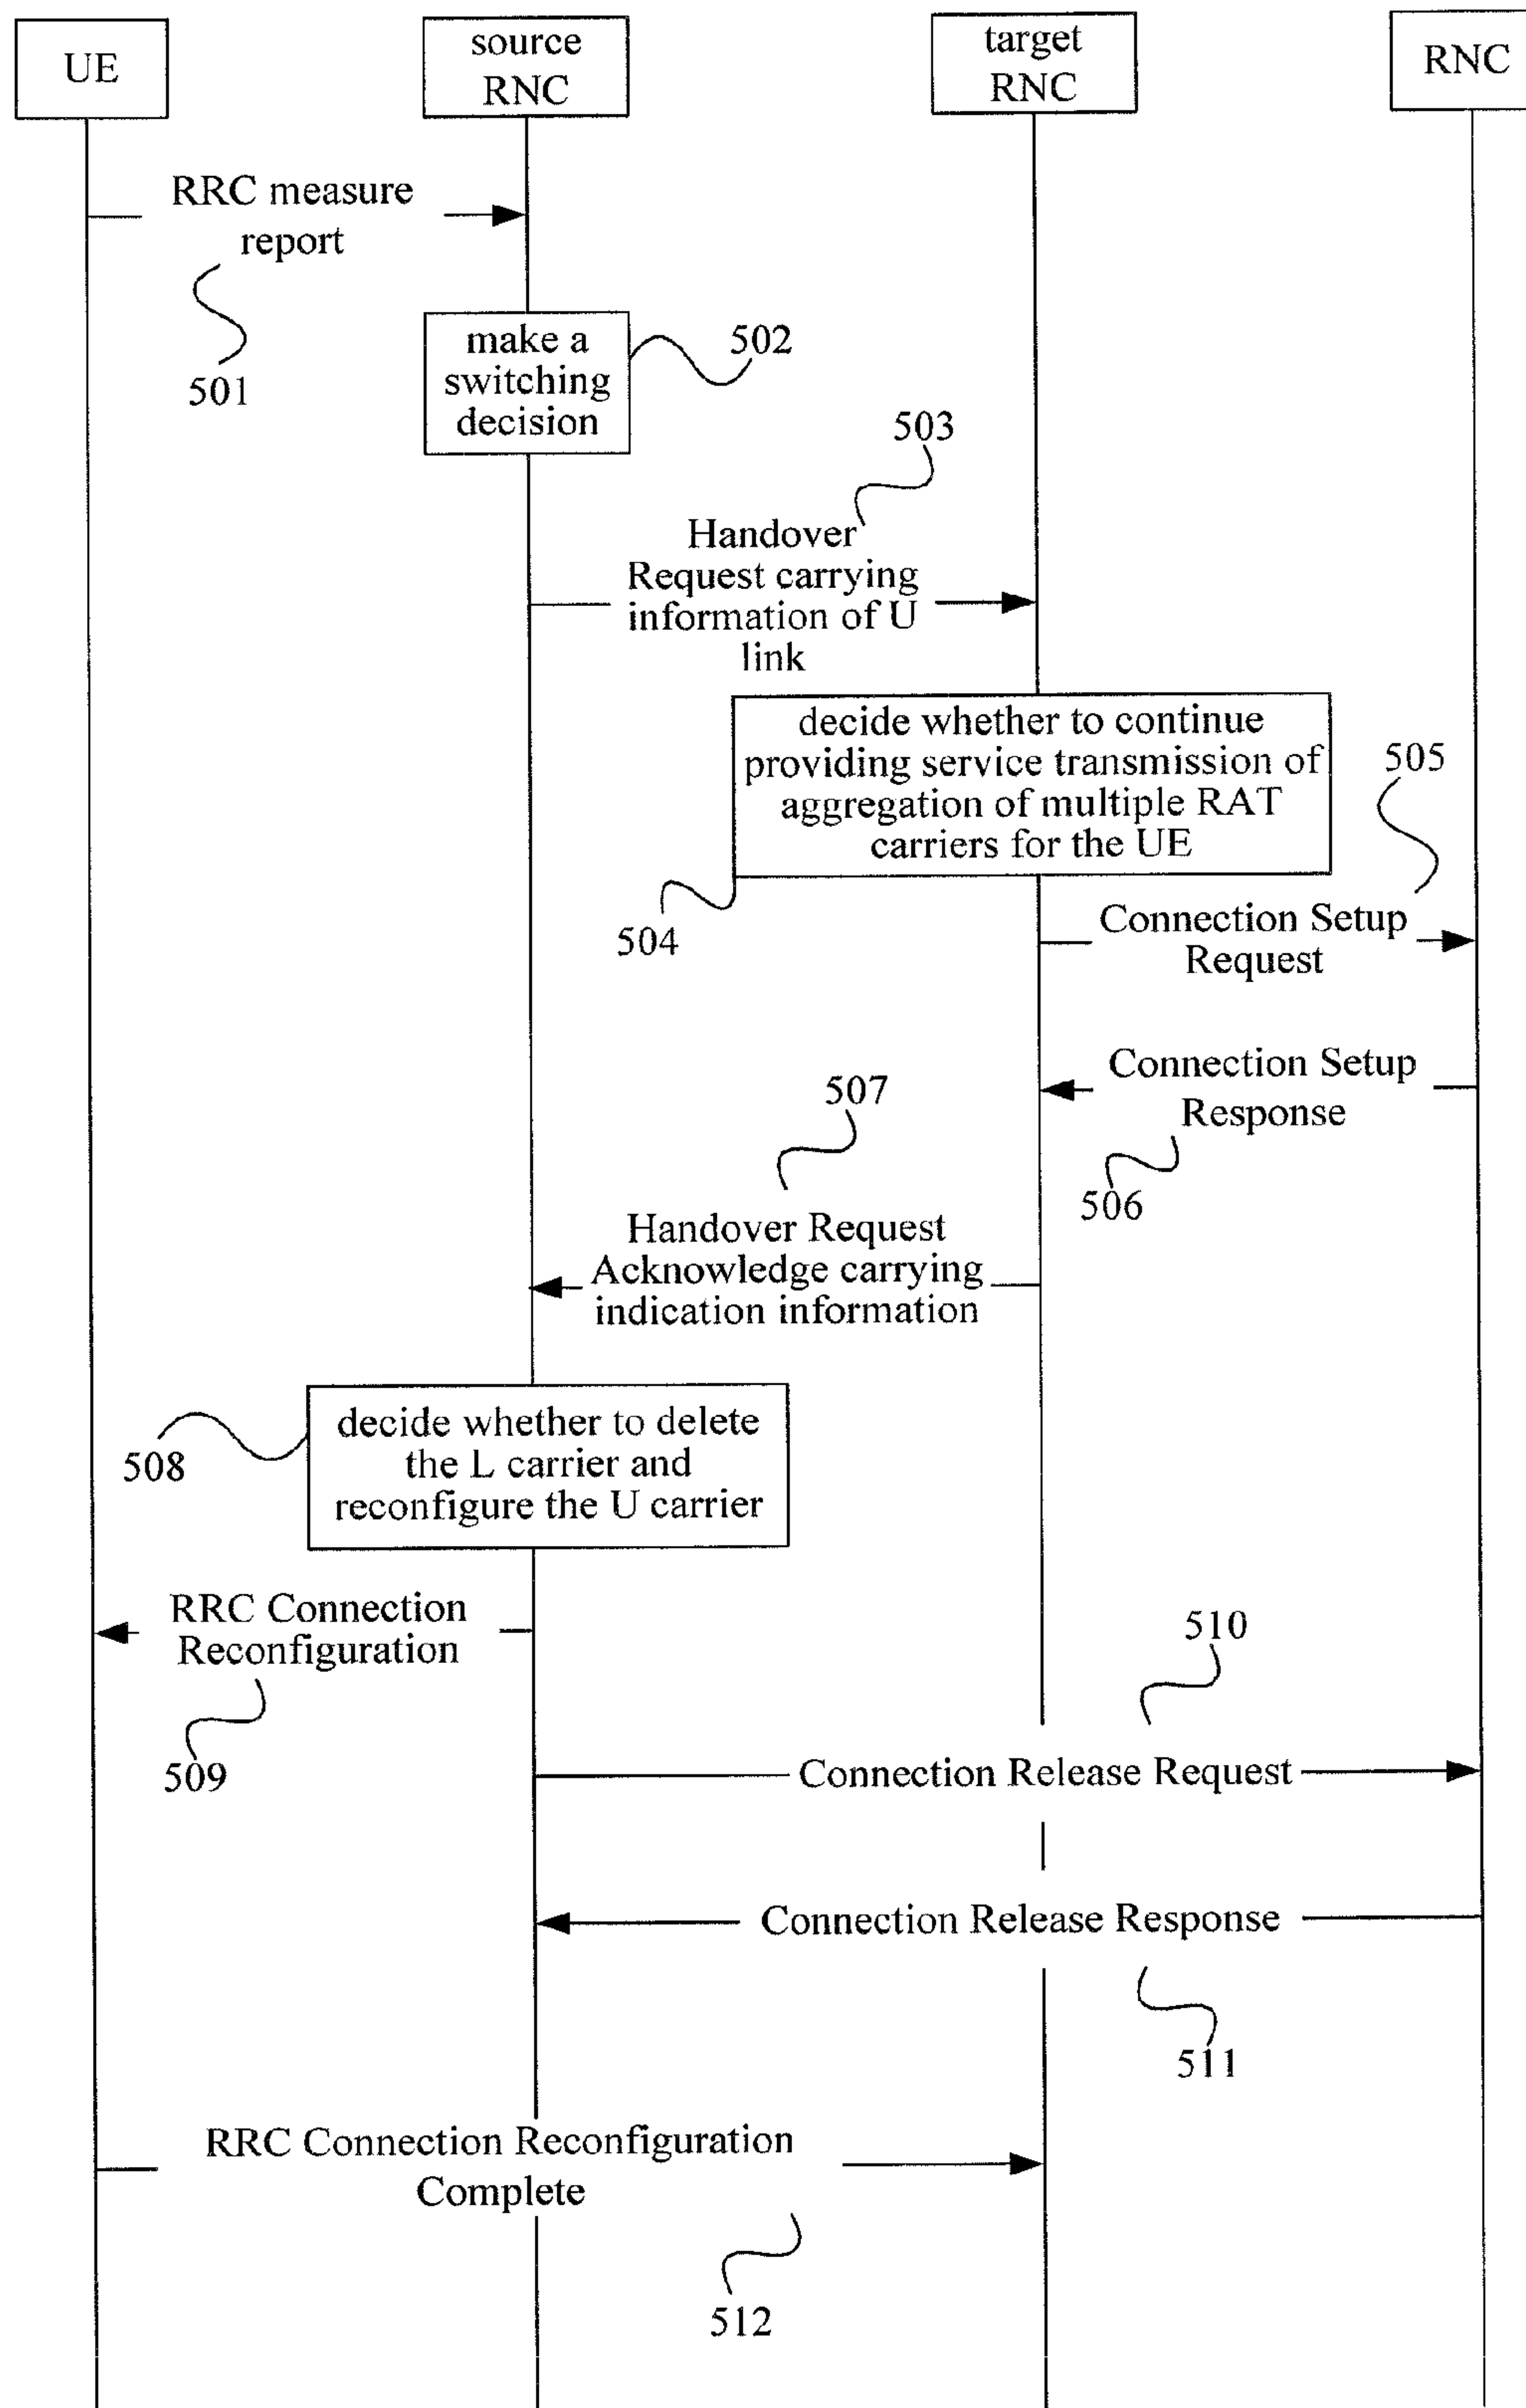 UE
source
RNC
target
RNC
RNC
RRC measure
report
501
make a
switching
decision
502
503
Handover
Request carrying
information of U
link
decide whether to continue
providing service transmission of
aggregation of multiple RAT
carriers for the UE
504
505
Connection Setup
Request
Connection Setup
Response
506
507
Handover Request
Acknowledge carrying
indication information
decide whether to delete
the L carrier and
reconfigure the U carrier
508
RRC Connection
Reconfiguration
509
510
Connection Release Request
Connection Release Response
511
RRC Connection Reconfiguration
Complete
512